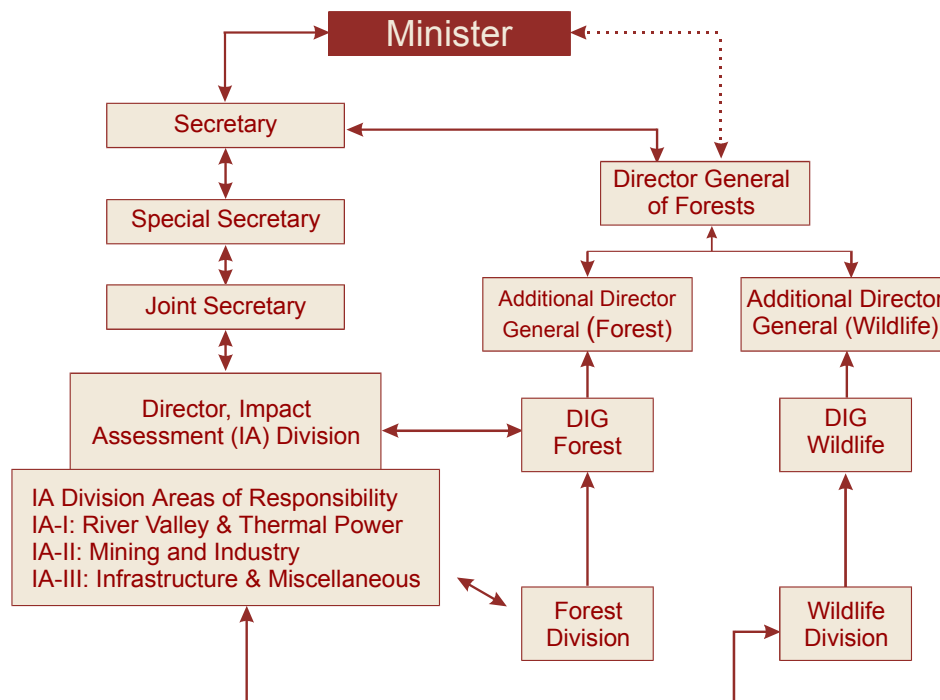 Minister
Secretary
Director General
of Forests
Special Secretary
Joint Secretary
Additional Director
General (Forest)
Additional Director
General (Wildlife)
Director, Impact
Assessment (IA) Division
DIG
Forest
DIG
Wildlife
IA Division Areas of Responsibility
IA-I: River Valley & Thermal Power
IA-II: Mining and Industry
IA-III: Infrastructure & Miscellaneous
Forest
Division
Wildlife
Division